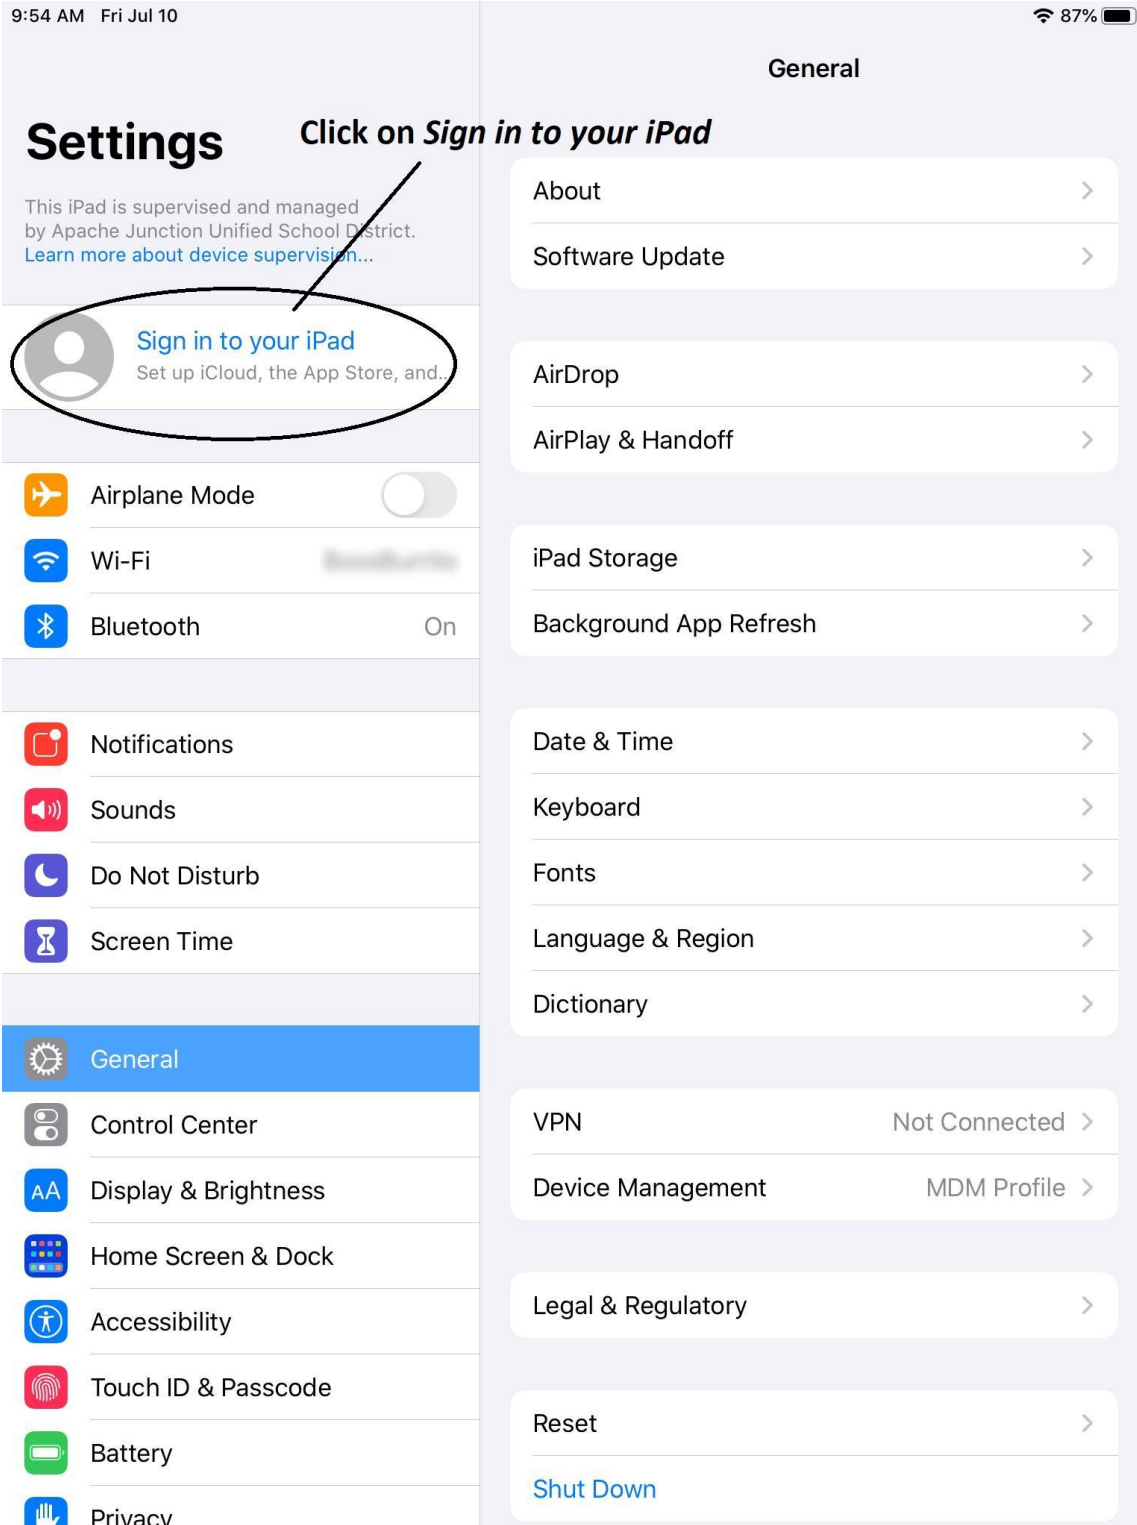 9:54 AM Fri Jul 10
87%
Settings
Click on Sign in to your iPad
This iPad is supervised and managed
by Apache Junction Unified School District.
Learn more about device supervision...
Sign in to your iPad
Set up iCloud, the App Store, and...
Airplane Mode
Wi-Fi
Bluetooth On
Notifications
Sounds
Do Not Disturb
Screen Time
General
Control Center
AA Display & Brightness
Home Screen & Dock
Accessibility
Touch ID & Passcode
Battery
Privacy
General
About
Software Update
AirDrop
AirPlay & Handoff
iPad Storage
Background App Refresh
Date & Time
Keyboard
Fonts
Language & Region
Dictionary
VPN Not Connected
Device Management MDM Profile
Legal & Regulatory
Reset
Shut Down